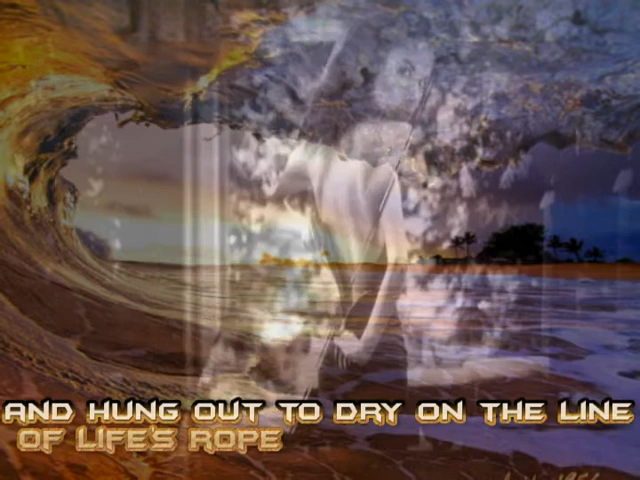 AND HUNG OUT TO DRY ON THE LINE
OF LIFE'S ROPE